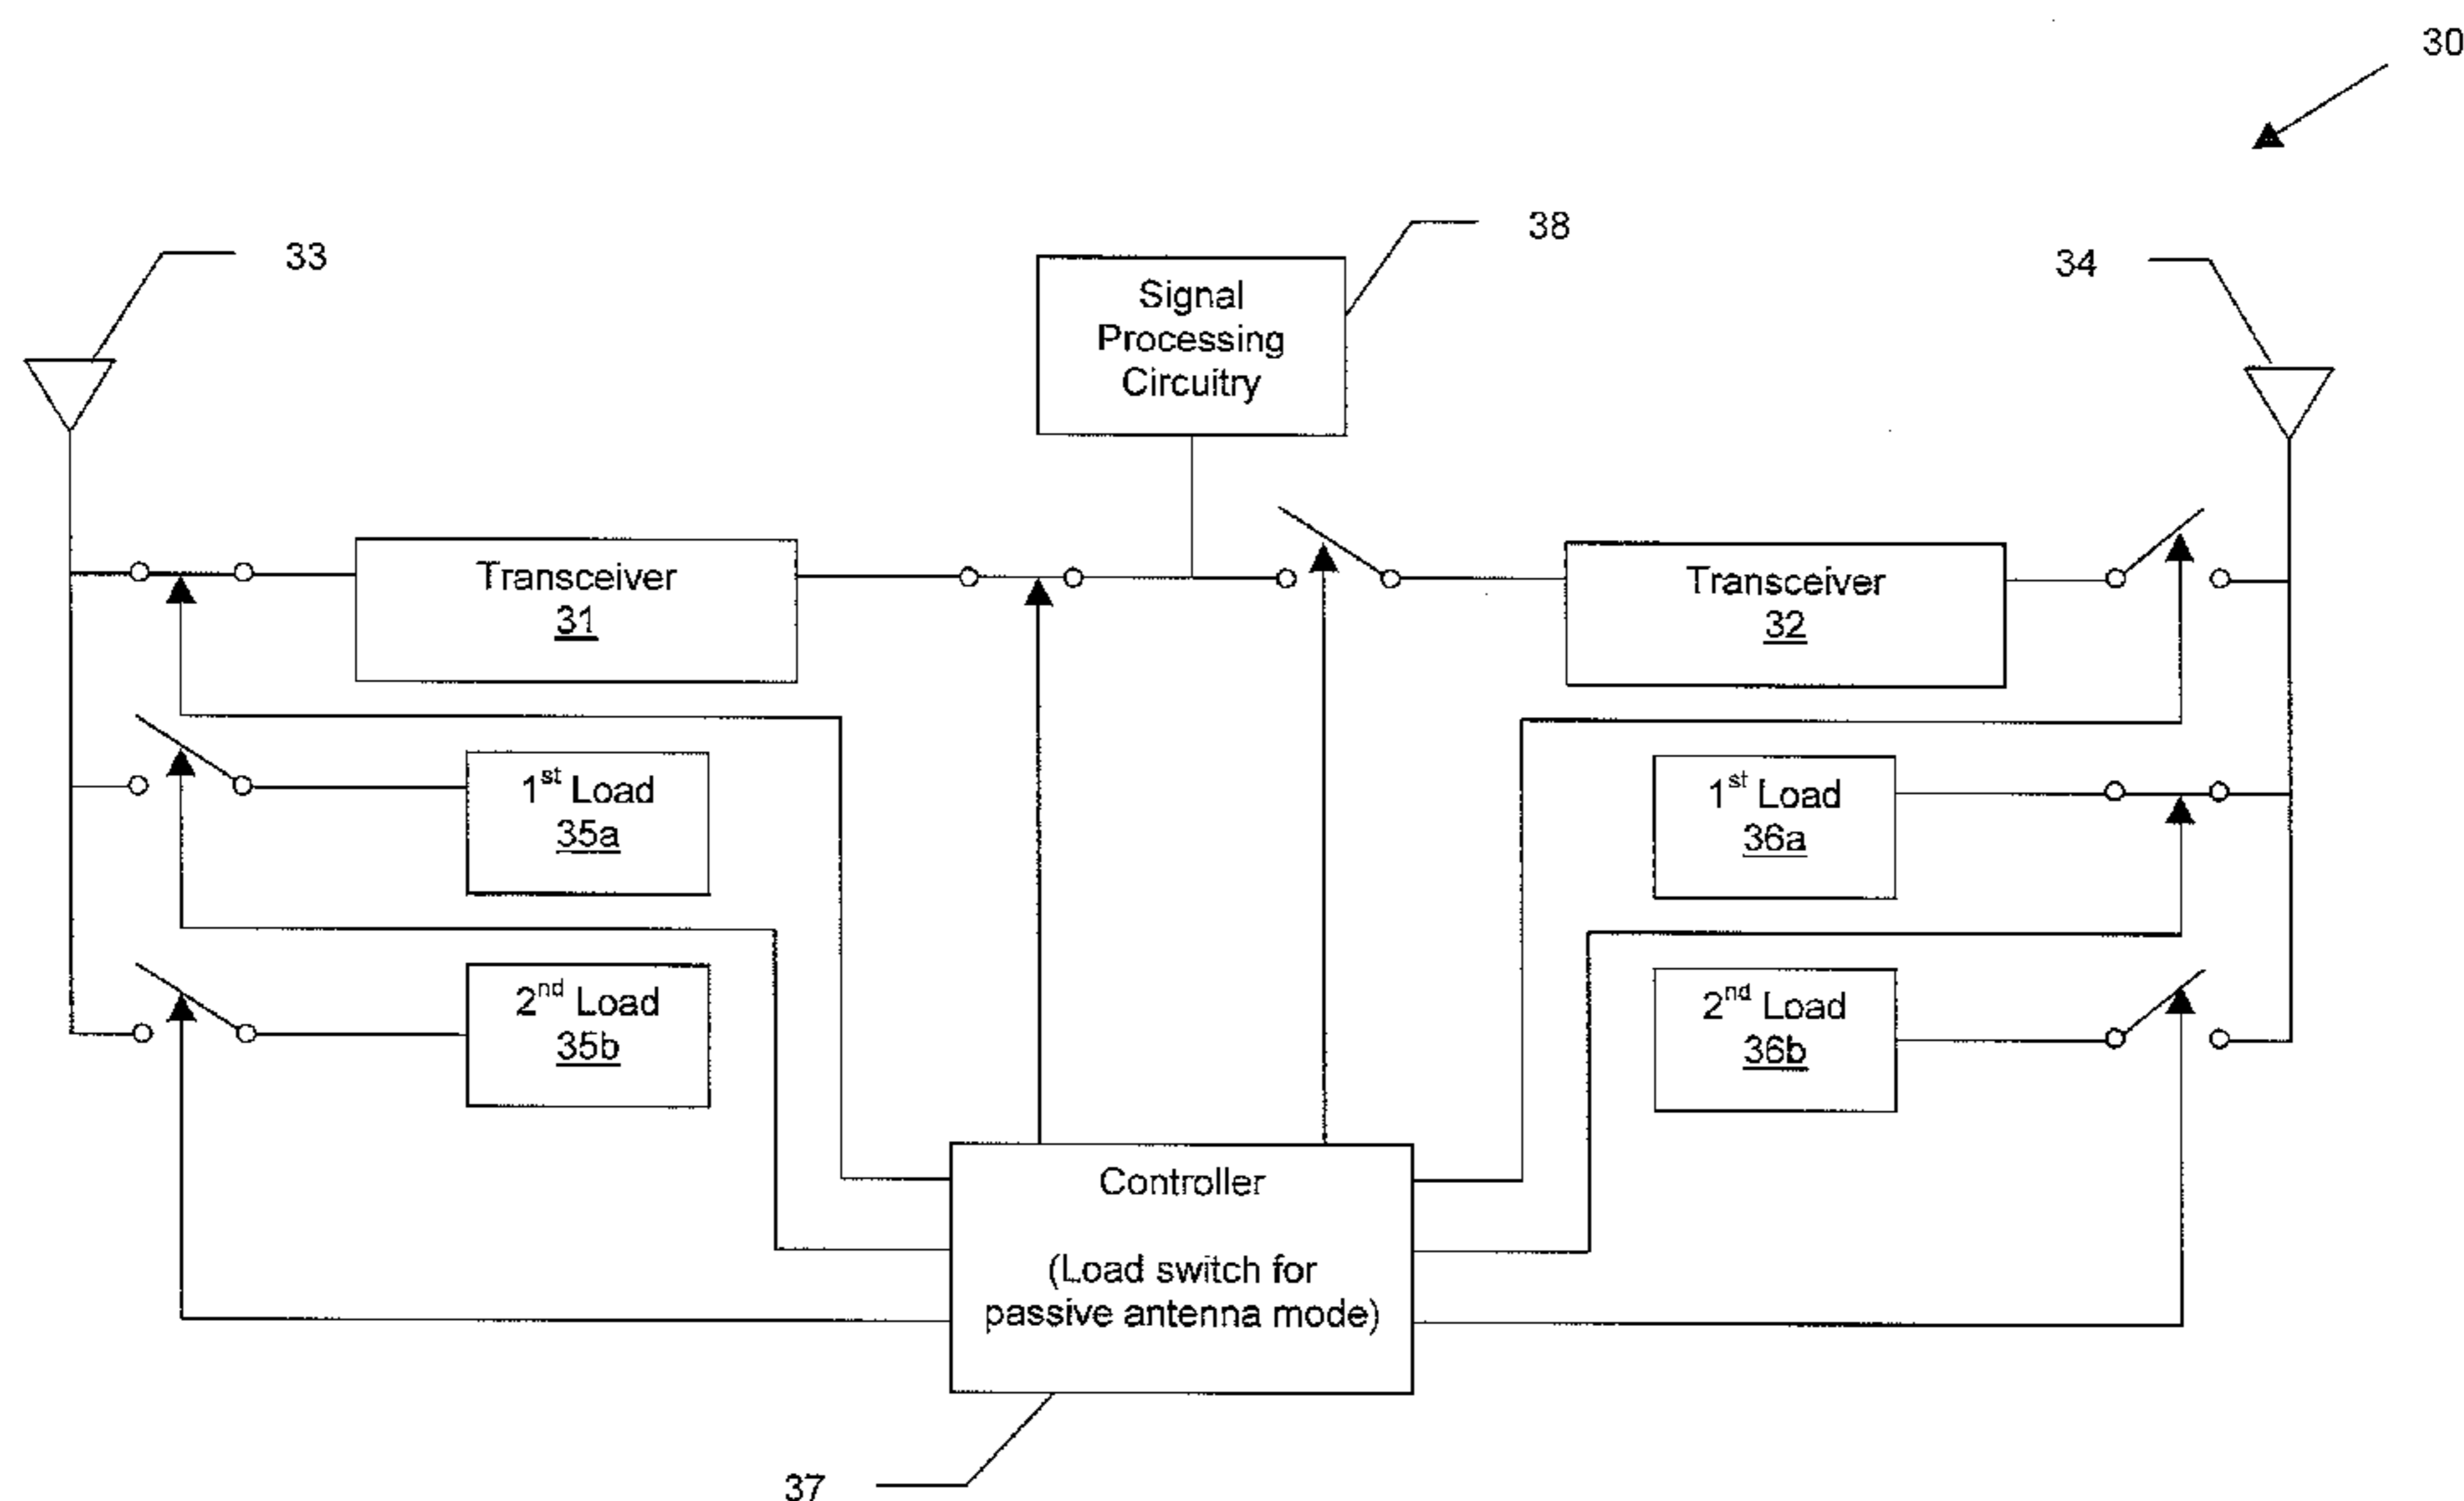 30
33
38
34
Signal
Processing
Circuitry
Transceiver
31
Transceiver
32
1st Load
35a
1st Load
36a
2nd Load
35b
2nd Load
36b
Controller
(Load switch for
passive antenna mode)
37